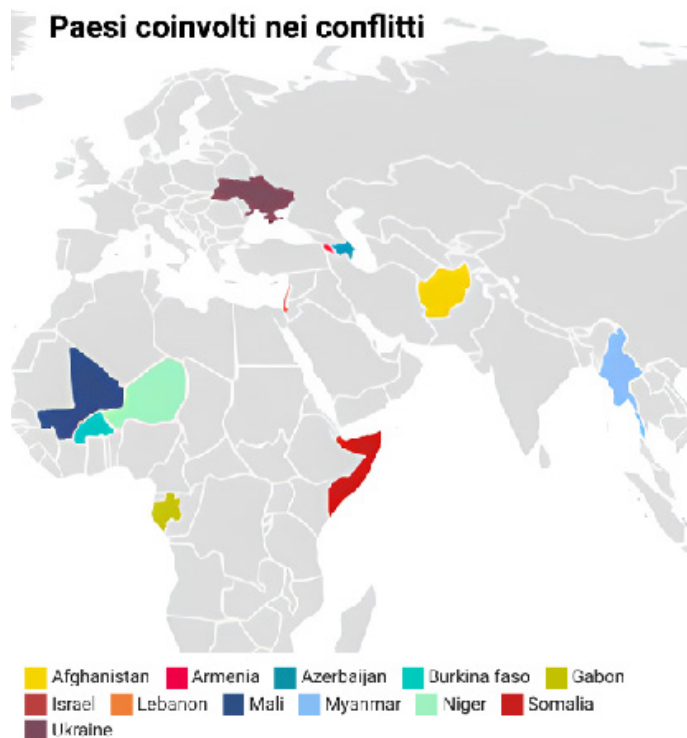 Paesi coinvolti nei conflitti
Afghanistan Armenia Azerbaijan Burkina faso Gabon
Israel Lebanon Mali Myanmar Niger Somalia
Ukraine